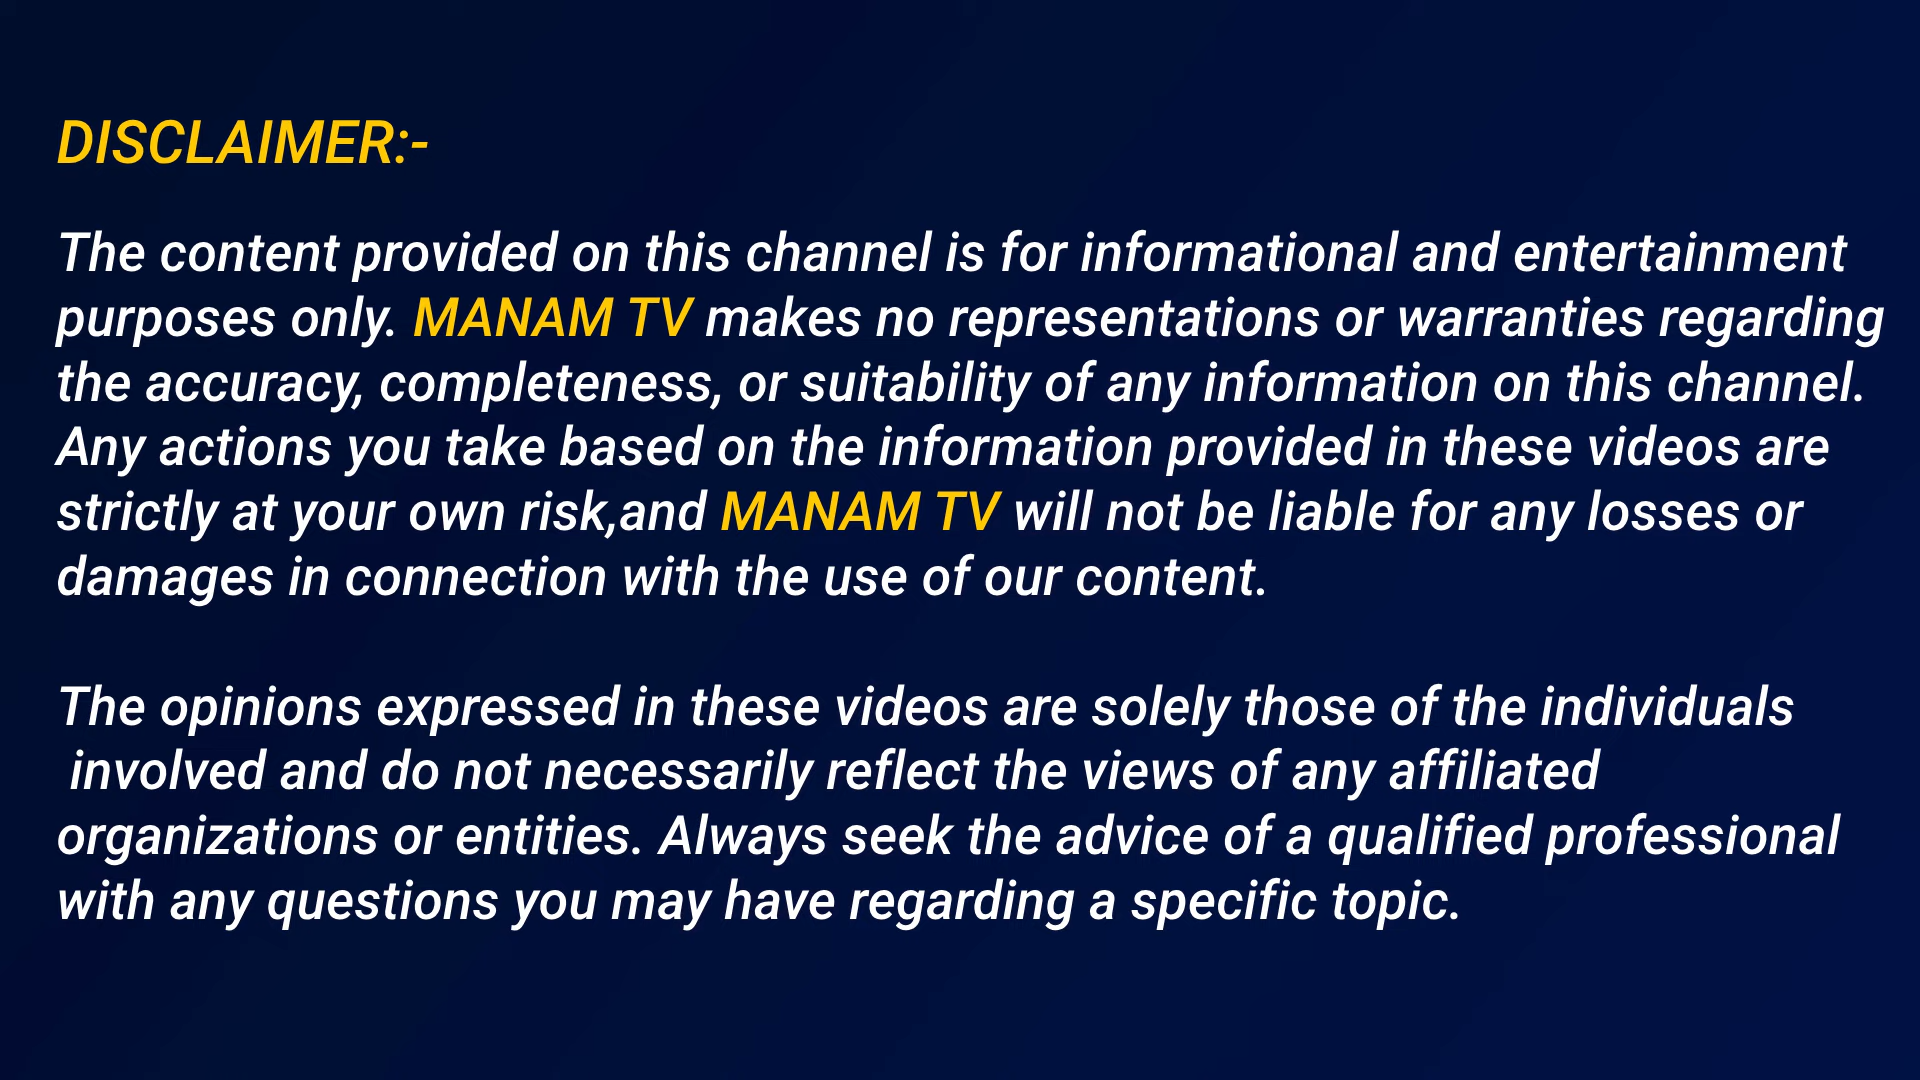 DISCLAIMER:-
The content provided on this channel is for informational and entertainment
purposes only. MANAM TV makes no representations or warranties regarding
the accuracy, completeness, or suitability of any information on this channel.
Any actions you take based on the information provided in these videos are
strictly at your own risk,and MANAM TV will not be liable for any losses or
damages in connection with the use of our content.
The opinions expressed in these videos are solely those of the individuals
involved and do not necessarily reflect the views of any affiliated
organizations or entities. Always seek the advice of a qualified professional
with any questions you may have regarding a specific topic.